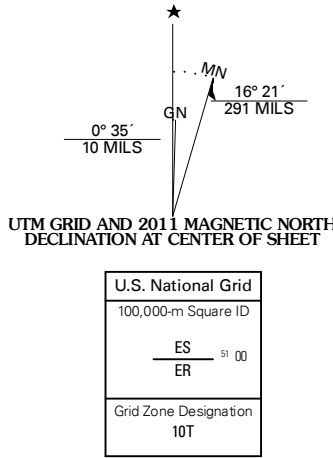 ★
MN
16° 21´
291 MILS
GN
0° 35´
10 MILS
UTM GRID AND 2011 MAGNETIC NORTH
DECLINATION AT CENTER OF SHEET
U.S. National Grid
100,000-m Square ID
ES
51 00
ER
Grid Zone Designation
10T